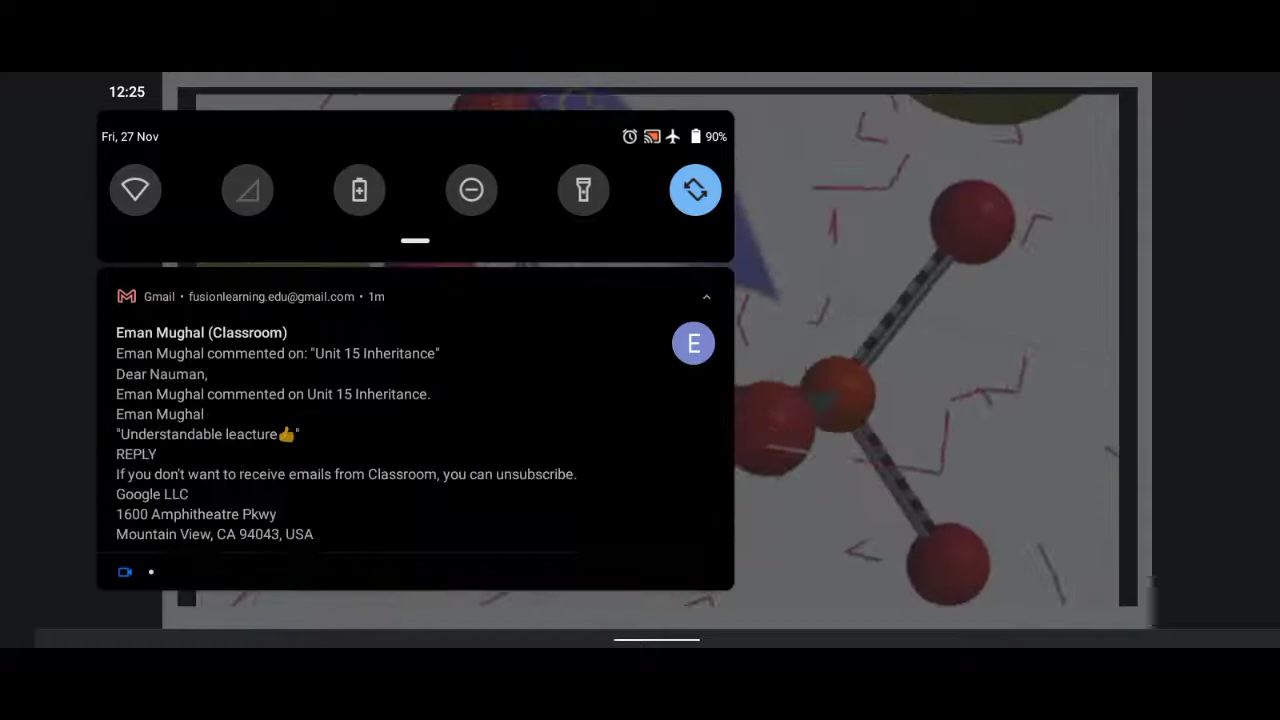 12:25
Fri, 27 Nov
90%
Gmail • fusionlearning.edu@gmail.com • 1m
Eman Mughal (Classroom)
Eman Mughal commented on: "Unit 15 Inheritance"
E
Dear Nauman,
Eman Mughal commented on Unit 15 Inheritance.
Eman Mughal
"Understandable leacture👍"
REPLY
If you don't want to receive emails from Classroom, you can unsubscribe.
Google LLC
1600 Amphitheatre Pkwy
Mountain View, CA 94043, USA